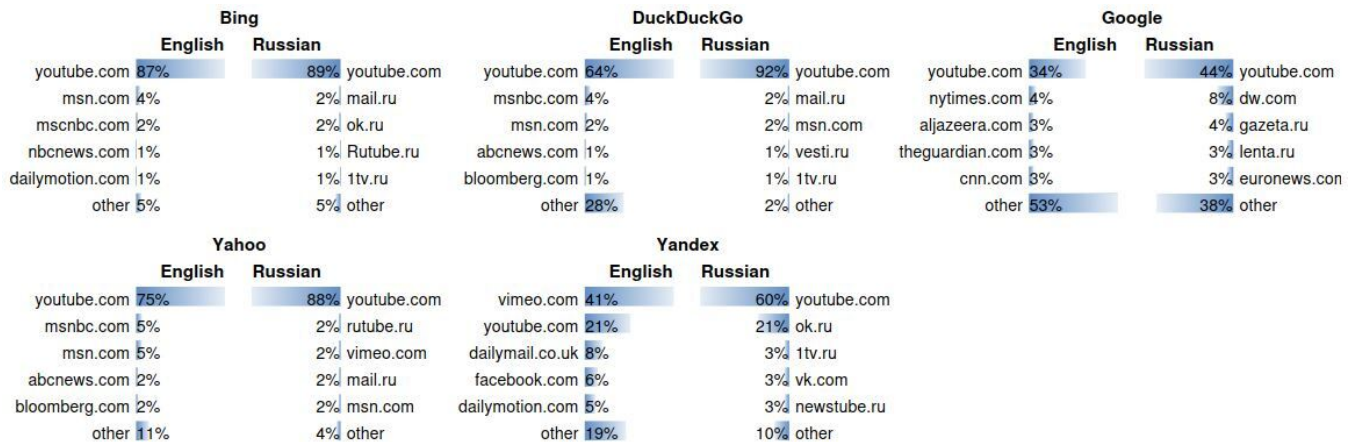 Bing DuckDuckGo Google
English Russian English Russian English Russian
youtube.com 87% 89% youtube.com youtube.com 64% 92% youtube.com youtube.com 34% 44% youtube.com
msn.com 4% 2% mail.ru msnbc.com 4% 2% mail.ru nytimes.com 4% 8% dw.com
mscnbc.com 2% 2% ok.ru msn.com 2% 2% msn.com aljazeera.com 3% 4% gazeta.ru
nbcnews.com 1% 1% Rutube.ru abcnews.com 1% 1% vesti.ru theguardian.com 3% 3% lenta.ru
dailymotion.com 1% 1% 1tv.ru bloomberg.com 1% 1% 1tv.ru cnn.com 3% 3% euronews.con
other 5% 5% other other 28% 2% other other 53% 38% other
Yahoo Yandex
English Russian English Russian
youtube.com 75% 88% youtube.com vimeo.com 41% 60% youtube.com
msnbc.com 5% 2% rutube.ru youtube.com 21% 21% ok.ru
msn.com 5% 2% vimeo.com dailymail.co.uk 8% 3% 1tv.ru
abcnews.com 2% 2% mail.ru facebook.com 6% 3% vk.com
bloomberg.com 2% 2% msn.com dailymotion.com 5% 3% newstube.ru
other 11% 4% other other 19% 10% other